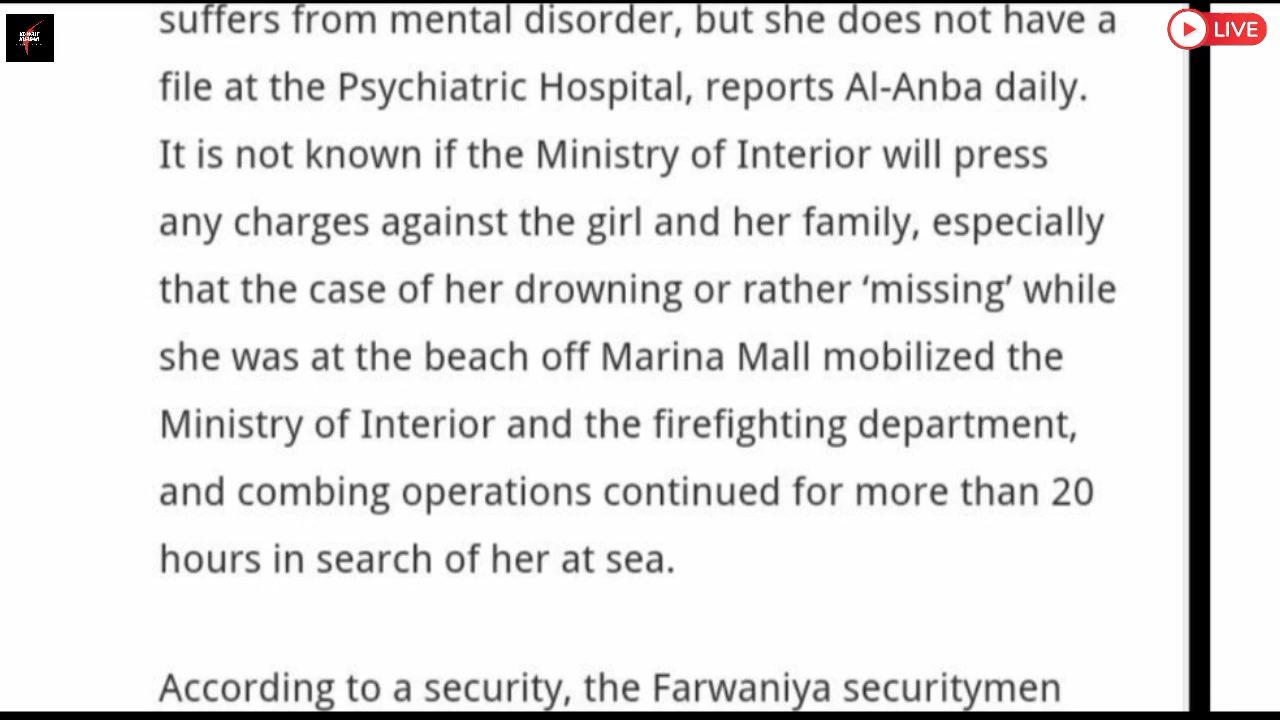 suffers from mental disorder, but she does not have a
LIVE
file at the Psychiatric Hospital, reports Al-Anba daily.
It is not known if the Ministry of Interior will press
any charges against the girl and her family, especially
that the case of her drowning or rather ‘missing’ while
she was at the beach off Marina Mall mobilized the
Ministry of Interior and the firefighting department,
and combing operations continued for more than 20
hours in search of her at sea.
According to a security, the Farwaniya securitymen